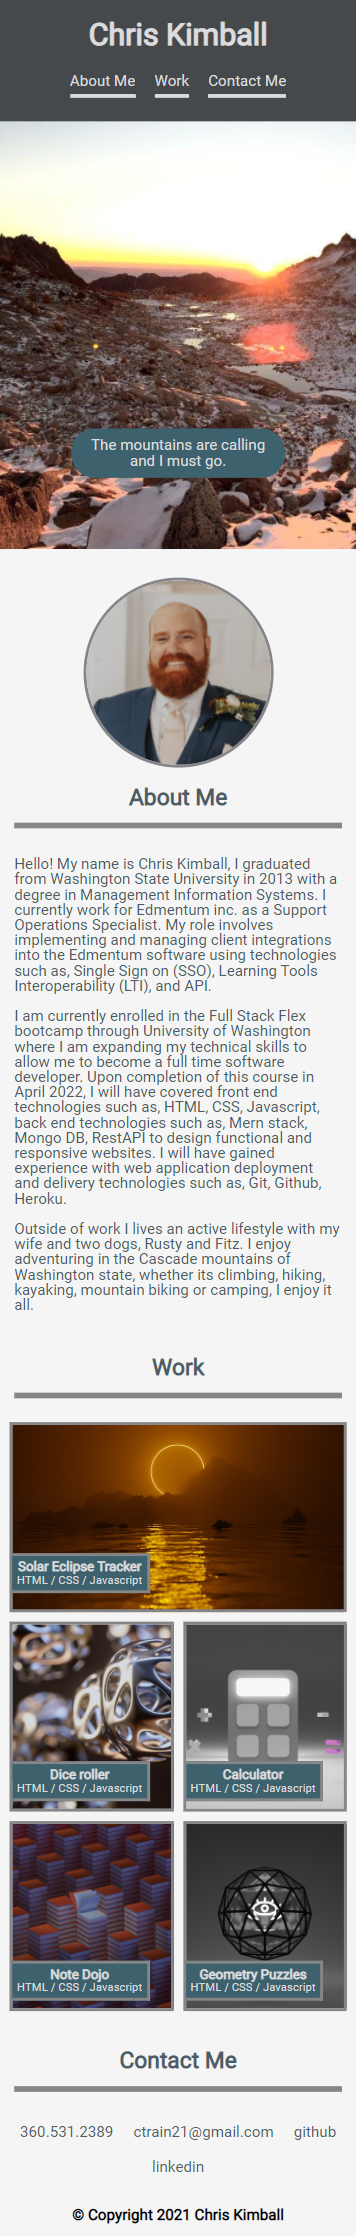 Chris Kimball
About Me Work Contact Me
The mountains are calling
and I must go.
About Me
Hello! My name is Chris Kimball, I graduated
from Washington State University in 2013 with a
degree in Management Information Systems. I
currently work for Edmentum inc. as a Support
Operations Specialist. My role involves
implementing and managing client integrations
into the Edmentum software using technologies
such as, Single Sign on (SSO), Learning Tools
Interoperability (LTI), and API.
I am currently enrolled in the Full Stack Flex
bootcamp through University of Washington
where I am expanding my technical skills to
allow me to become a full time software
developer. Upon completion of this course in
April 2022, I will have covered front end
technologies such as, HTML, CSS, Javascript,
back end technologies such as, Mern stack,
Mongo DB, RestAPI to design functional and
responsive websites. I will have gained
experience with web application deployment
and delivery technologies such as, Git, Github,
Heroku.
Outside of work I lives an active lifestyle with my
wife and two dogs, Rusty and Fitz. I enjoy
adventuring in the Cascade mountains of
Washington state, whether its climbing, hiking,
kayaking, mountain biking or camping, I enjoy it
all.
Work
Solar Eclipse Tracker
HTML / CSS / Javascript
Dice roller
HTML / CSS / Javascript
Calculator
HTML / CSS / Javascript
Note Dojo
HTML / CSS / Javascript
Geometry Puzzles
HTML / CSS / Javascript
Contact Me
360.531.2389 ctrain21@gmail.com github
linkedin
© Copyright 2021 Chris Kimball